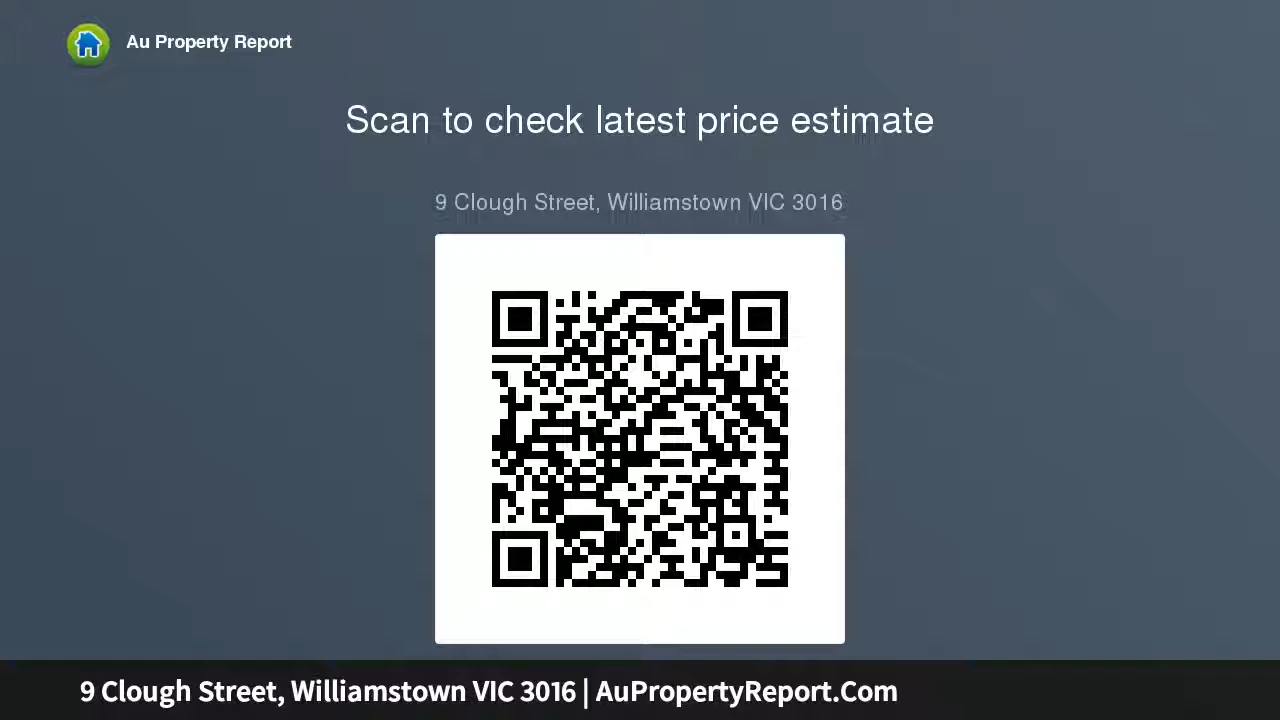 Au Property Report
Scan to check latest price estimate
9 Clough Street, Williamstown VIC 3016
9 Clough Street, Williamstown VIC 3016 | AuPropertyReport.Com